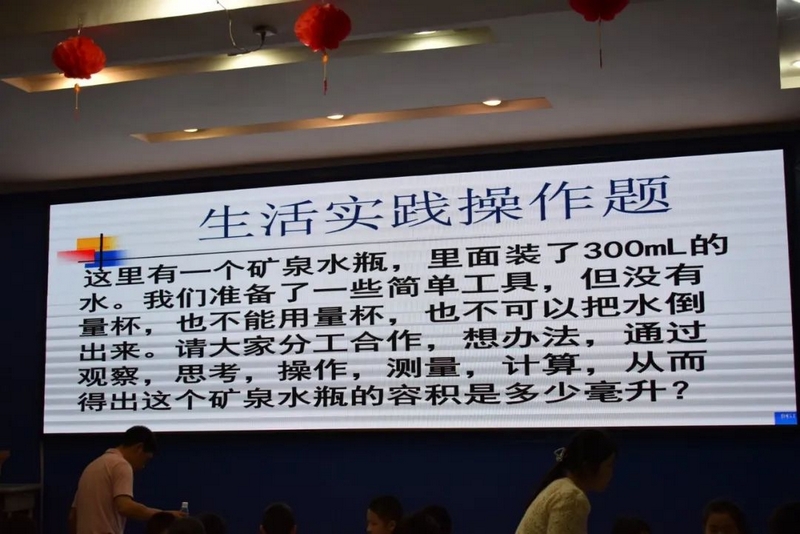 生活实践操作题
这里有一个矿泉水瓶，里面装了300mL的
水。我们准备了一些简单工具，但没有
量杯，也不能用量杯，也不可以把水倒
出来。请大家分工合作，想办法，通过
观察，思考，操作，测量，计算，从而
得出这个矿泉水瓶的容积是多少毫升？